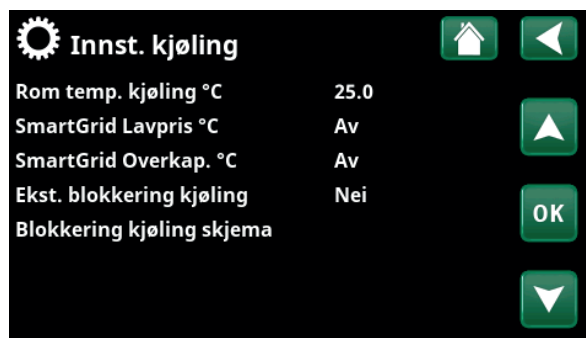 Innst. kjøling
Rom temp. kjøling °C 25.0
SmartGrid Lavpris °C Av
SmartGrid Overkap. °C Av
Ekst. blokkering kjøling Nei
Blokkering kjøling skjema
OK